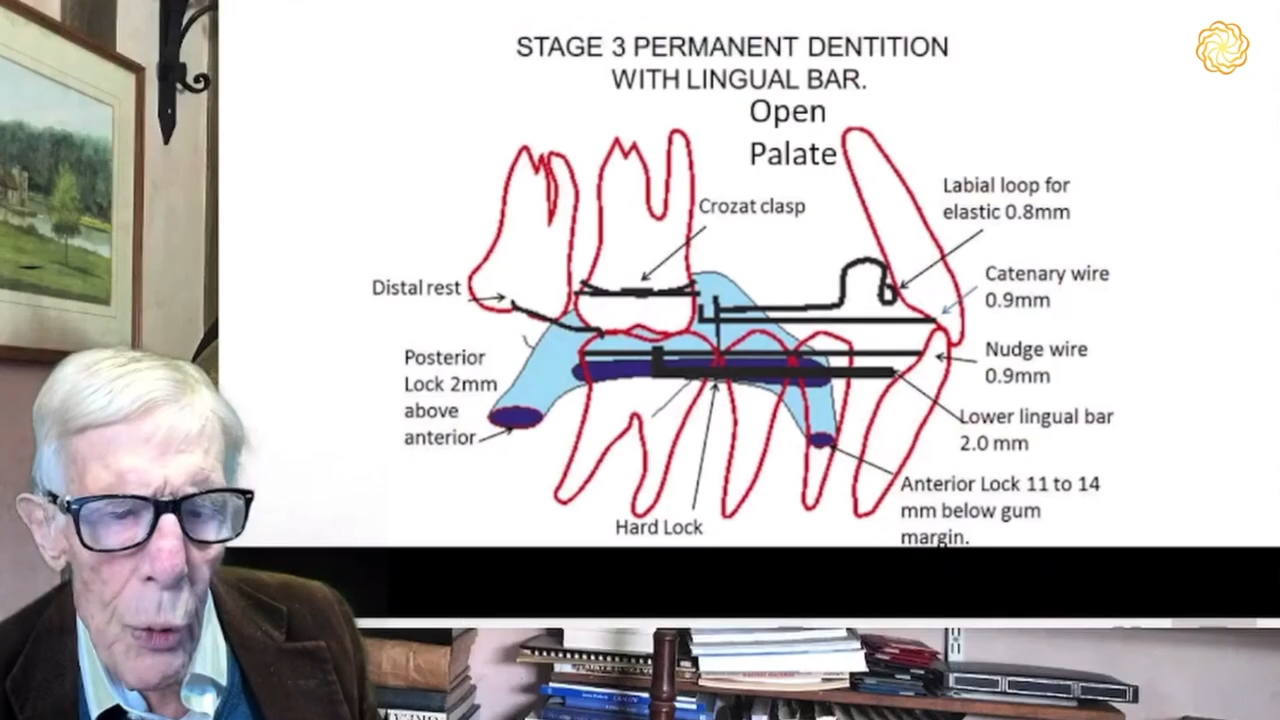 STAGE 3 PERMANENT DENTITION
WITH LINGUAL BAR.
Open
Palate
Labial loop for
elastic 0.8mm
Crozat clasp
Catenary wire
0.9mm
Distal rest
Nudge wire
0.9mm
Posterior
Lock 2mm
above
anterior
Lower lingual bar
2.0 mm
Anterior Lock 11 to 14
mm below gum
margin.
Hard Lock